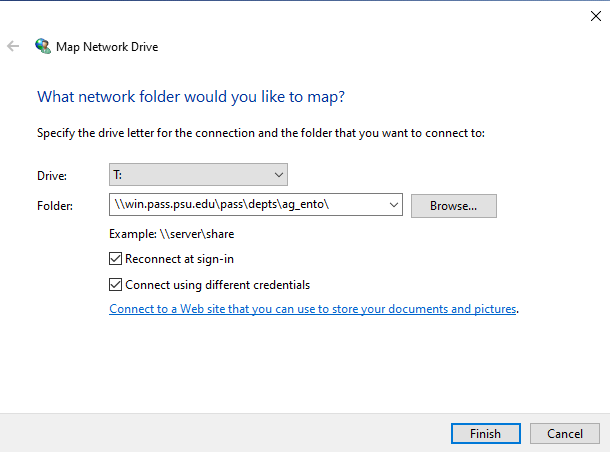 Map Network Drive
What network folder would you like to map?
Specify the drive letter for the connection and the folder that you want to connect to:
Drive: T:
Folder: \\win.pass.psu.edu\pass\depts\ag_ento\ Browse...
Example: \\server\share
Reconnect at sign-in
Connect using different credentials
Connect to a Web site that you can use to store your documents and pictures.
Finish Cancel